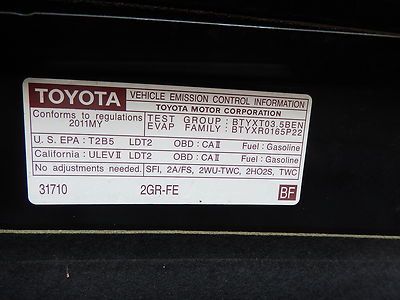 TOYOTA
VEHICLE EMISSION CONTROL INFORMATION
TOYOTA MOTOR CORPORATION
Conforms to regulations
2011MY
TEST GROUP : BTYXT03.5BEN
EVAP FAMILY : BTYXR0165P22
U.S. EPA : T2B5 LDT2 OBD : CAⅡ Fuel : Gasoline
California : ULEVⅡ LDT2 OBD : CAⅡ Fuel : Gasoline
No adjustments needed. SFI, 2A/FS, 2WU-TWC, 2HO2S, TWC
31710 2GR-FE BF